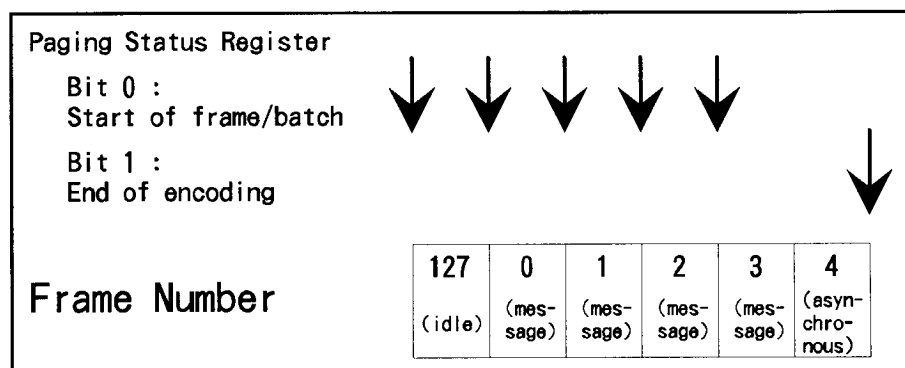 Paging Status Register
Bit 0 :
Start of frame/batch
Bit 1 :
End of encoding
Frame Number
127
(idle)
0
(mes-
sage)
1
(mes-
sage)
2
(mes-
sage)
3
(mes-
sage)
4
(asyn-
chro-
nous)